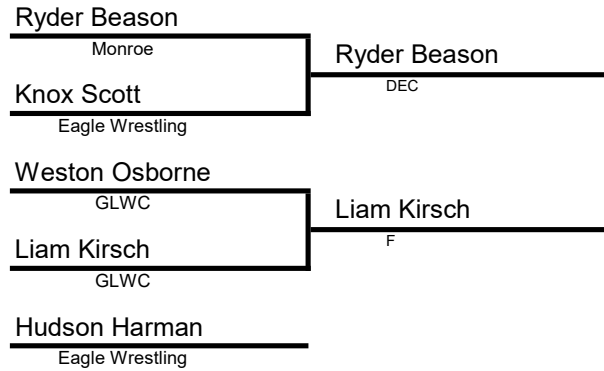 Ryder Beason
Monroe
Ryder Beason
DEC
Knox Scott
Eagle Wrestling
Weston Osborne
GLWC
Liam Kirsch
F
Liam Kirsch
GLWC
Hudson Harman
Eagle Wrestling